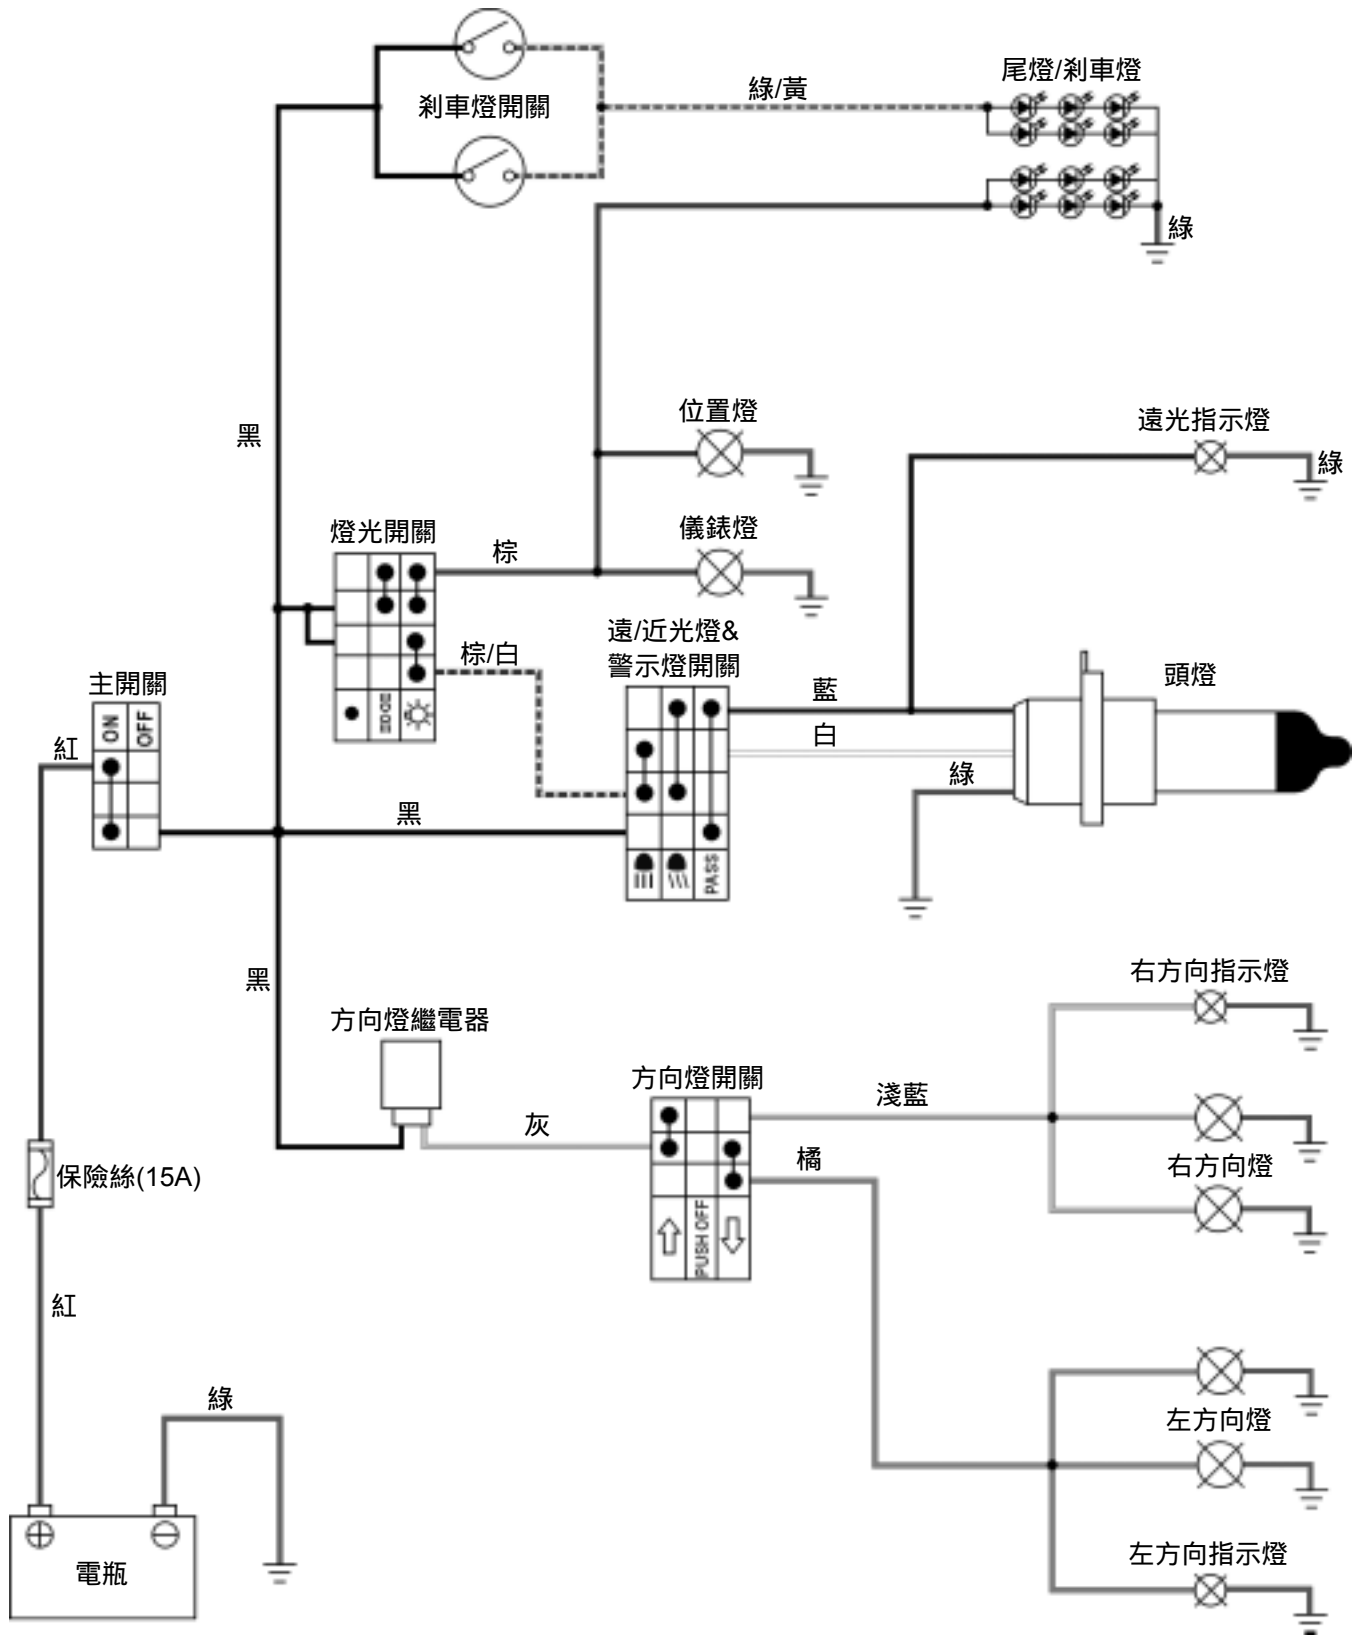 尾燈/剎車燈
綠/黃
剎車燈開關
綠
位置燈
遠光指示燈
黑
綠
儀錶燈
燈光開關
棕
遠/近光燈&
警示燈開關
棕/白
頭燈
主開關
藍
ON
OFF
白
紅
綠
黑
PASS
右方向指示燈
黑
方向燈繼電器
方向燈開關
淺藍
灰
橘
右方向燈
保險絲(15A)
PUSH OFF
紅
綠
左方向燈
左方向指示燈
電瓶